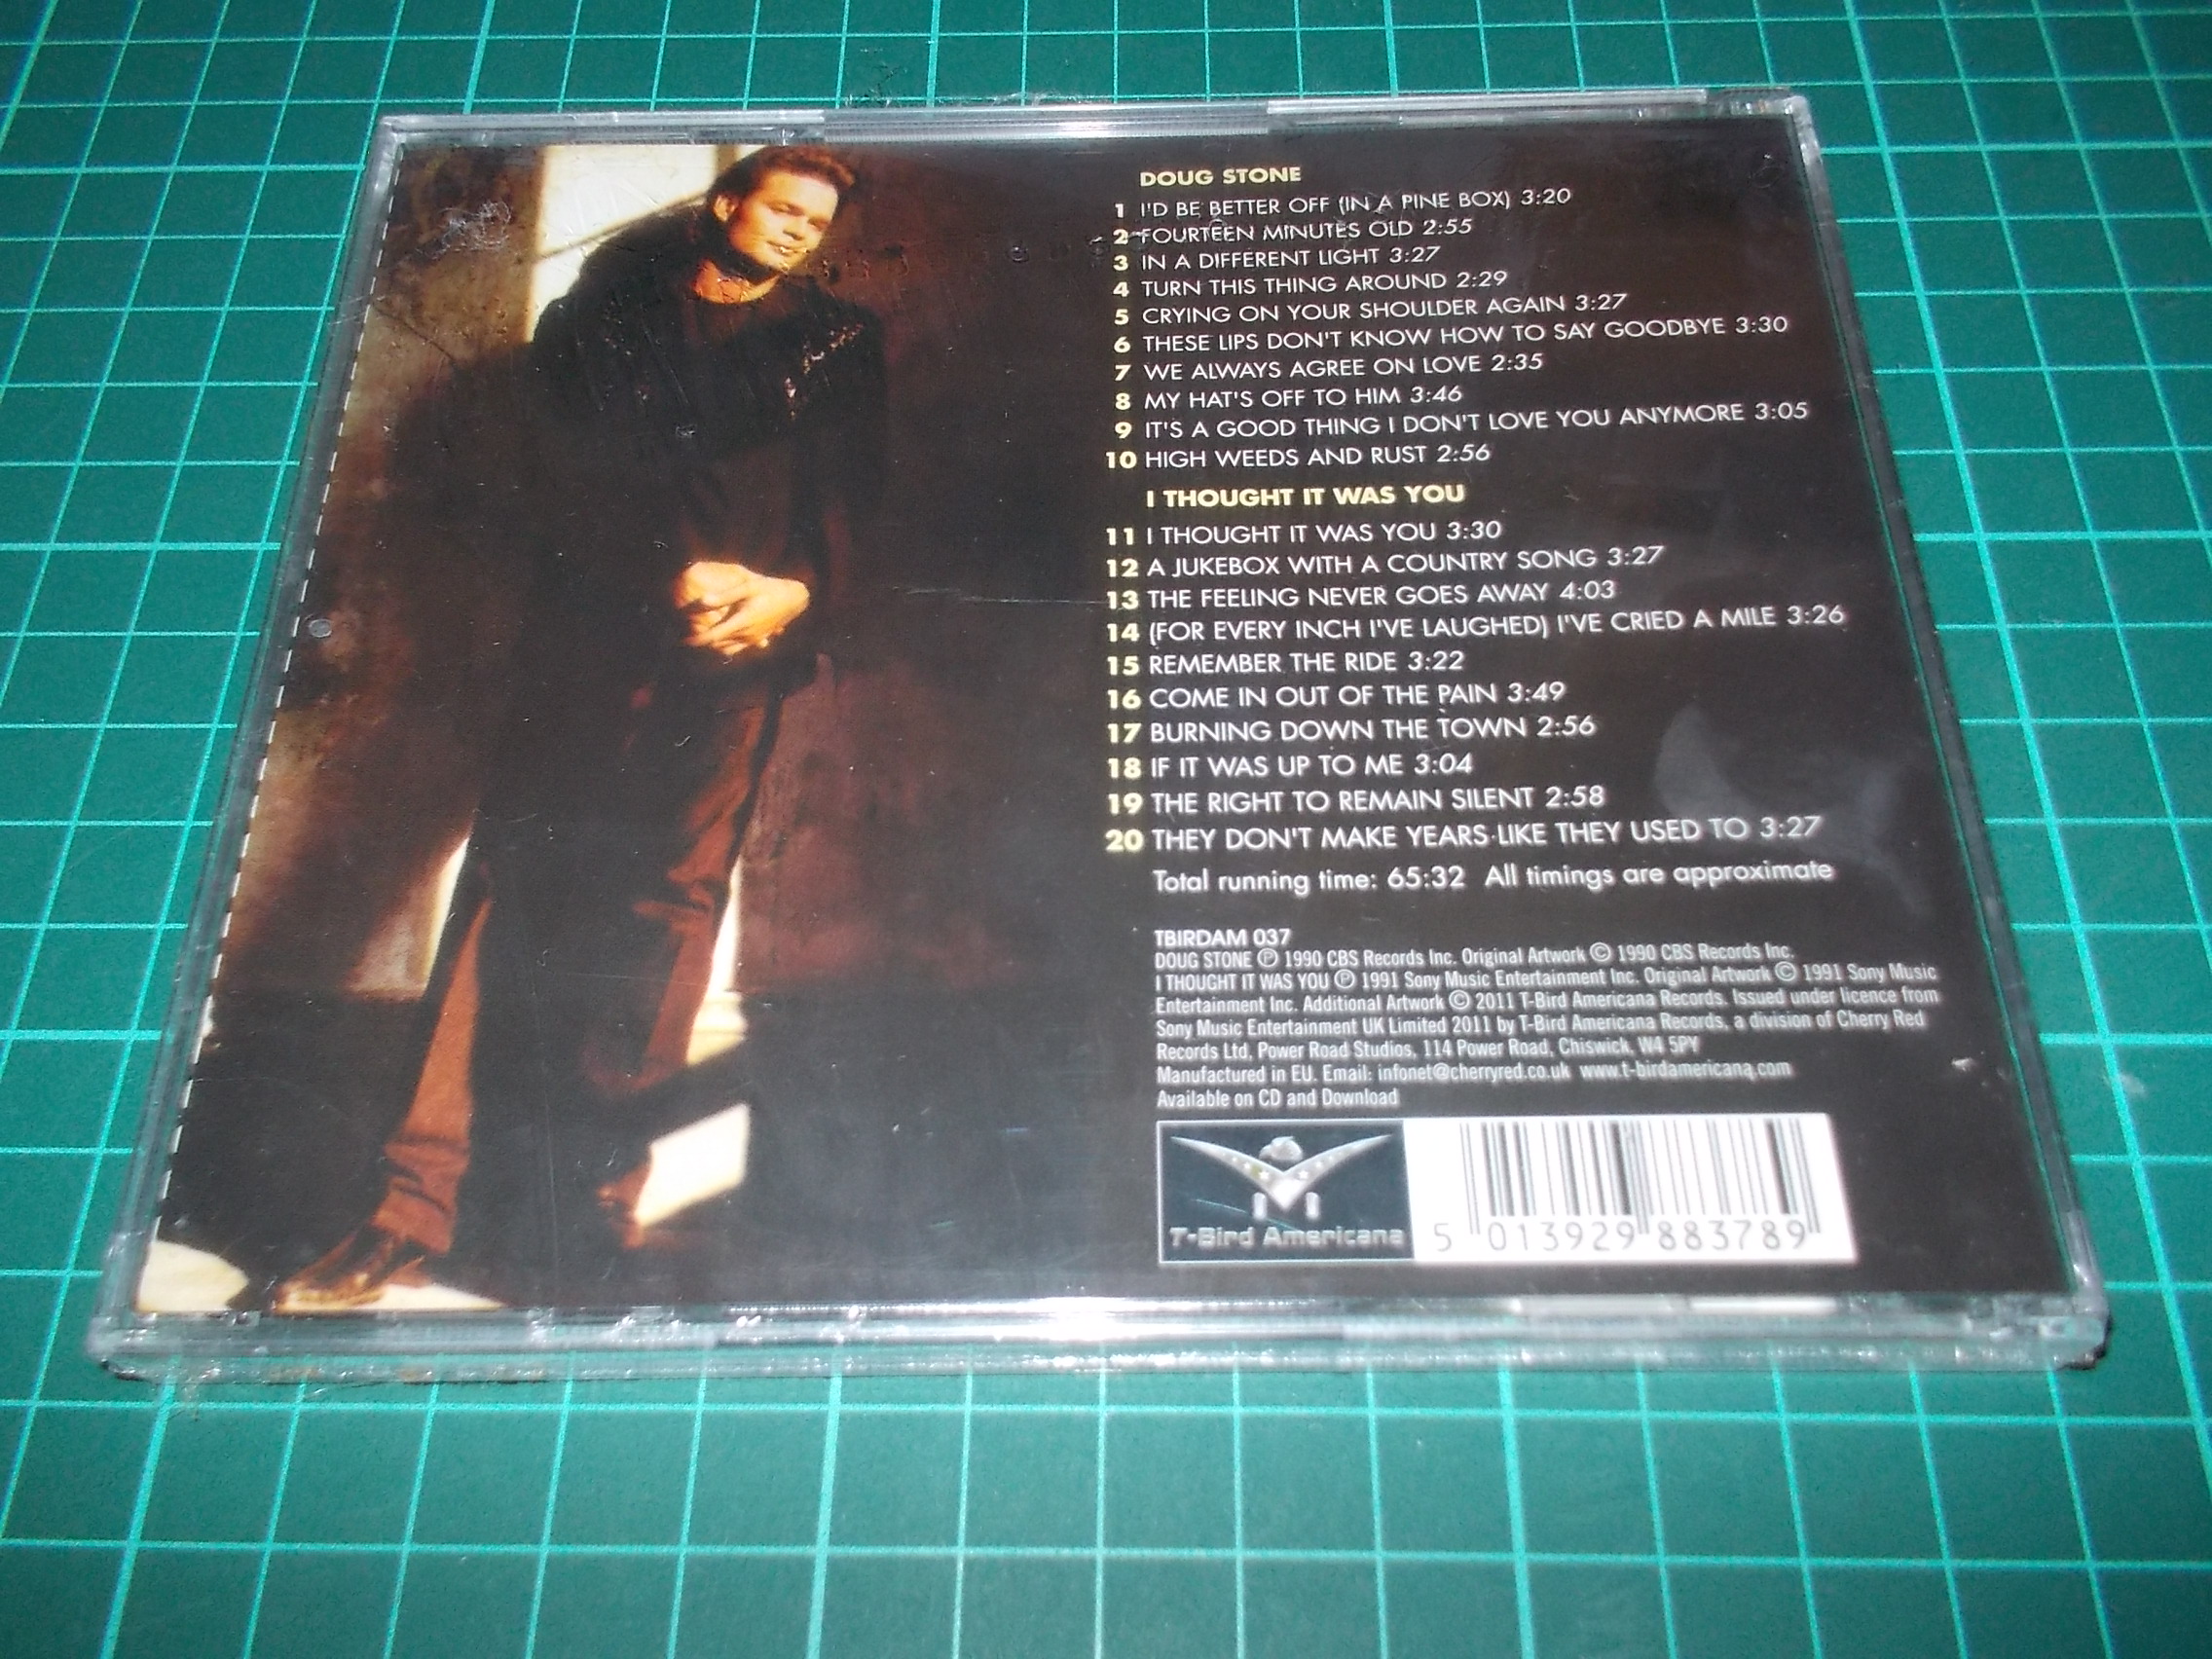 DOUG STONE
1 I'D BE BETTER OFF (IN A PINE BOX) 3:20
2 FOURTEEN MINUTES OLD 2:55
3 IN A DIFFERENT LIGHT 3:27
4 TURN THIS THING AROUND 2:29
5 CRYING ON YOUR SHOULDER AGAIN 3:27
6 THESE LIPS DON'T KNOW HOW TO SAY GOODBYE 3:30
7 WE ALWAYS AGREE ON LOVE 2:35
8 MY HAT'S OFF TO HIM 3:46
9 IT'S A GOOD THING I DON'T LOVE YOU ANYMORE 3:05
10 HIGH WEEDS AND RUST 2:56
I THOUGHT IT WAS YOU
11 I THOUGHT IT WAS YOU 3:30
12 A JUKEBOX WITH A COUNTRY SONG 3:27
13 THE FEELING NEVER GOES AWAY 4:03
14 (FOR EVERY INCH I'VE LAUGHED) I'VE CRIED A MILE 3:26
15 REMEMBER THE RIDE 3:22
16 COME IN OUT OF THE PAIN 3:49
17 BURNING DOWN THE TOWN 2:56
18 IF IT WAS UP TO ME 3:04
19 THE RIGHT TO REMAIN SILENT 2:58
20 THEY DON'T MAKE YEARS LIKE THEY USED TO 3:27
Total running time: 65:32 All timings are approximate
TBIRDAM 037
DOUG STONE ℗ 1990 CBS Records Inc. Original Artwork © 1990 CBS Records Inc.
I THOUGHT IT WAS YOU ℗ 1991 Sony Music Entertainment Inc. Original Artwork © 1991 Sony Music
Entertainment Inc. Additional Artwork © 2011 T-Bird Americana Records. Issued under licence from
Sony Music Entertainment UK Limited 2011 by T-Bird Americana Records, a division of Cherry Red
Records Ltd, Power Road Studios, 114 Power Road, Chiswick, W4 5PY
Manufactured in EU. Email: infonet@cherryred.co.uk www.t-birdamericana.com
Available on CD and Download
T-Bird Americana
5 013929 883789